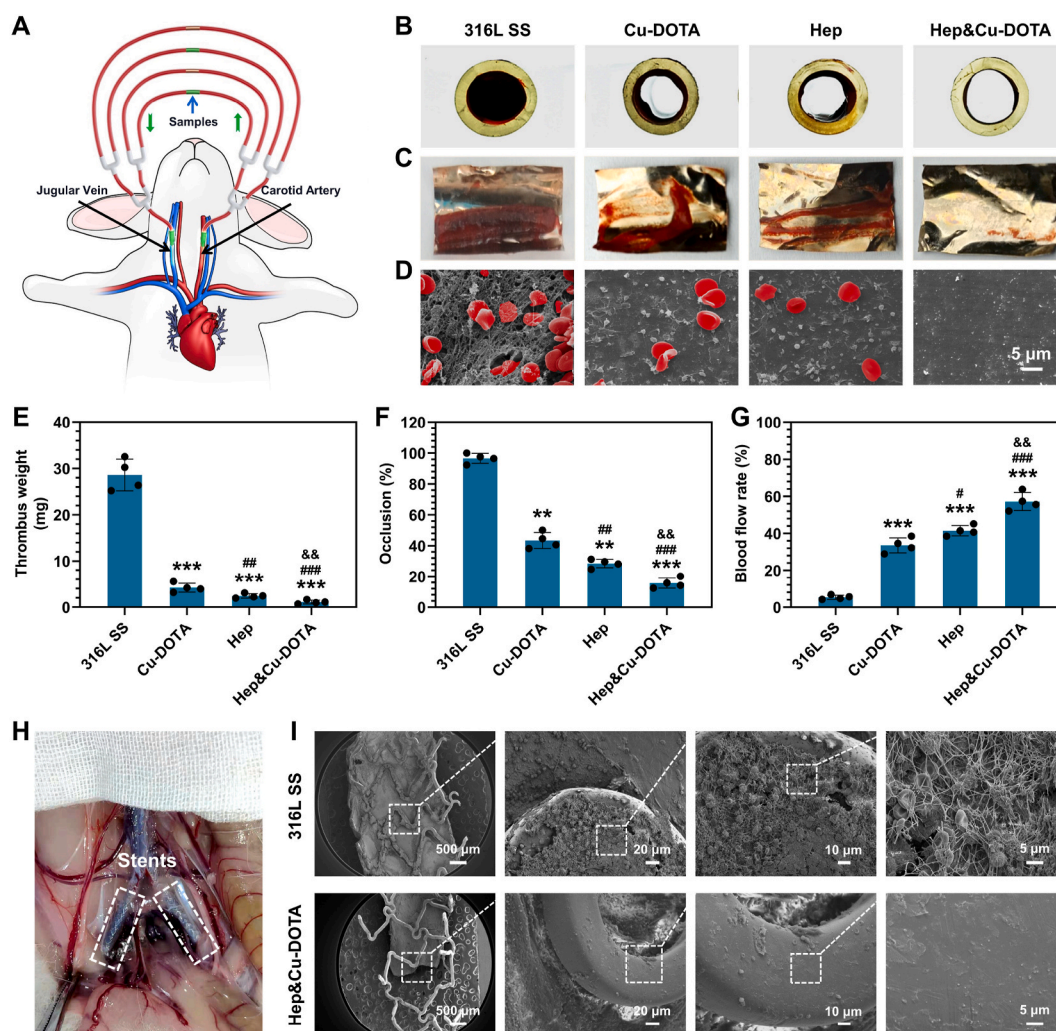 A
Samples
Jugular Vein
Carotid Artery
B
316L SS
Cu-DOTA
Hep
Hep&Cu-DOTA
C
D
5 μm
E
Thrombus weight
(mg)
40
30
20
10
0
***
##
***
&&
###
***
316L SS
Cu-DOTA
Hep
Hep&Cu-DOTA
F
Occlusion (%)
120
100
80
60
40
20
0
**
##
**
&&
###
***
316L SS
Cu-DOTA
Hep
Hep&Cu-DOTA
G
Blood flow rate (%)
100
80
60
40
20
0
***
#
***
&&
###
***
316L SS
Cu-DOTA
Hep
Hep&Cu-DOTA
H
Stents
I
316L SS
500 μm
20 μm
10 μm
5 μm
Hep&Cu-DOTA
500 μm
20 μm
10 μm
5 μm